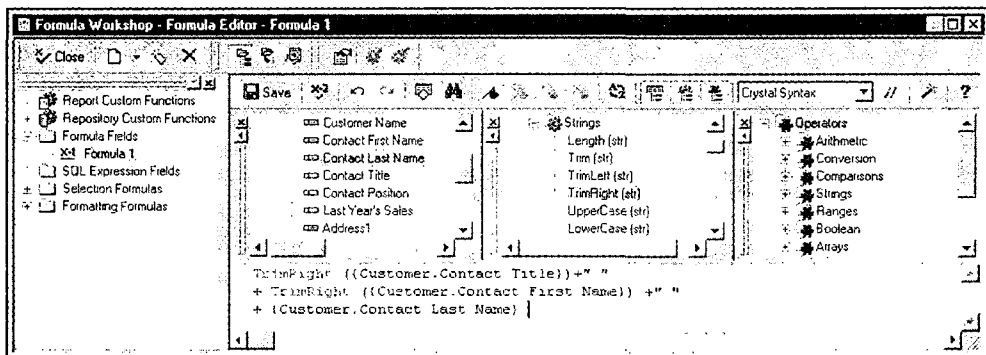 Formula Workshop - Formula Editor - Formula 1
Close
Report Custom Functions
Repository Custom Functions
Formula Fields
Formula 1
SQL Expression Fields
Selection Formulas
Formatting Formulas
Save
Crystal Syntax
//
?
Customer Name
Contact First Name
Contact Last Name
Contact Title
Contact Position
Last Year's Sales
Address1
Strings
Length (str)
Trim (str)
TrimLeft (str)
TrimRight (str)
UpperCase (str)
LowerCase (str)
Operators
Arithmetic
Conversion
Comparisons
Strings
Ranges
Boolean
Arrays
TrimRight ({Customer.Contact Title})+" "
+ TrimRight ({Customer.Contact First Name}) +" "
+ {Customer.Contact Last Name}